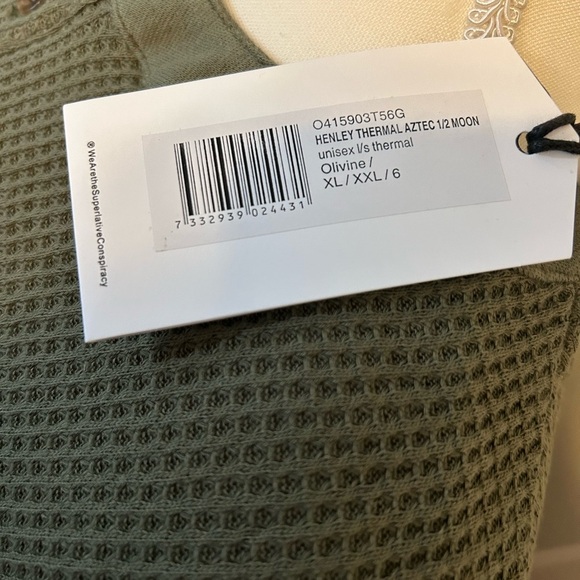 ®WeAretheSuperlativeConspiracy
O415903T56G
HENLEY THERMAL AZTEC 1/2 MOON
unisex l/s thermal
Olivine /
XL / XXL / 6
7 332939 024431